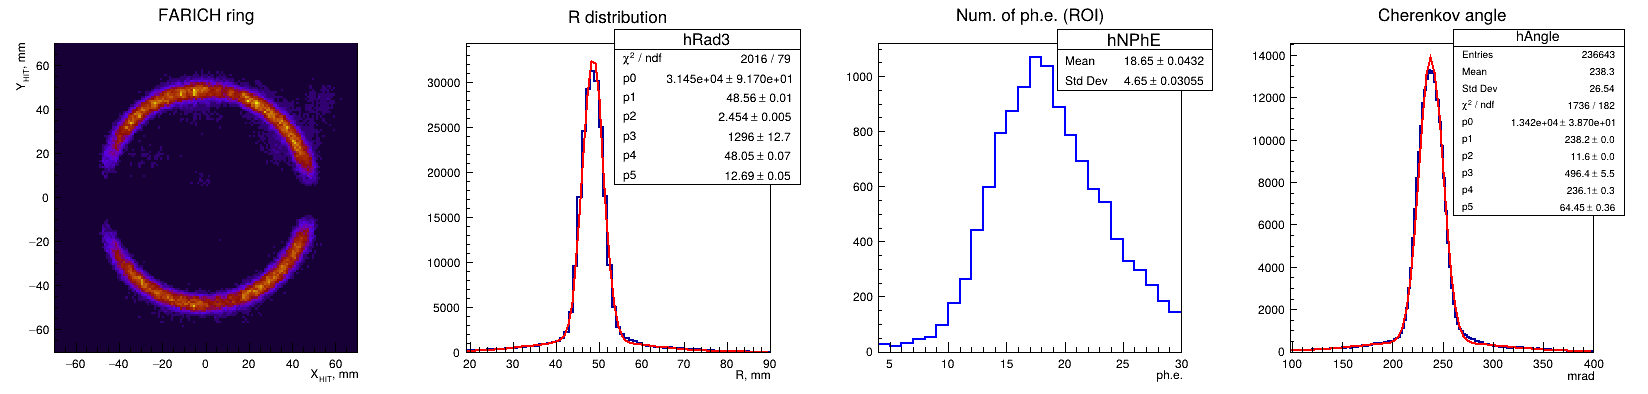 FARICH ring
Y_HIT, mm
60
40
20
0
−20
−40
−60
−60 −40 −20 0 20 40 60
X_HIT, mm
R distribution
hRad3
χ² / ndf 2016 / 79
p0 3.145e+04 ± 9.170e+01
p1 48.56 ± 0.01
p2 2.454 ± 0.005
p3 1296 ± 12.7
p4 48.05 ± 0.07
p5 12.69 ± 0.05
30000
25000
20000
15000
10000
5000
0
20 30 40 50 60 70 80 90
R, mm
Num. of ph.e. (ROI)
hNPhE
Mean 18.65 ± 0.0432
Std Dev 4.65 ± 0.03055
1000
800
600
400
200
0
5 10 15 20 25 30
ph.e.
Cherenkov angle
hAngle
Entries 236643
Mean 238.3
Std Dev 26.54
χ² / ndf 1736 / 182
p0 1.342e+04 ± 3.870e+01
p1 238.2 ± 0.0
p2 11.6 ± 0.0
p3 496.4 ± 5.5
p4 236.1 ± 0.3
p5 64.45 ± 0.36
14000
12000
10000
8000
6000
4000
2000
0
100 150 200 250 300 350 400
mrad